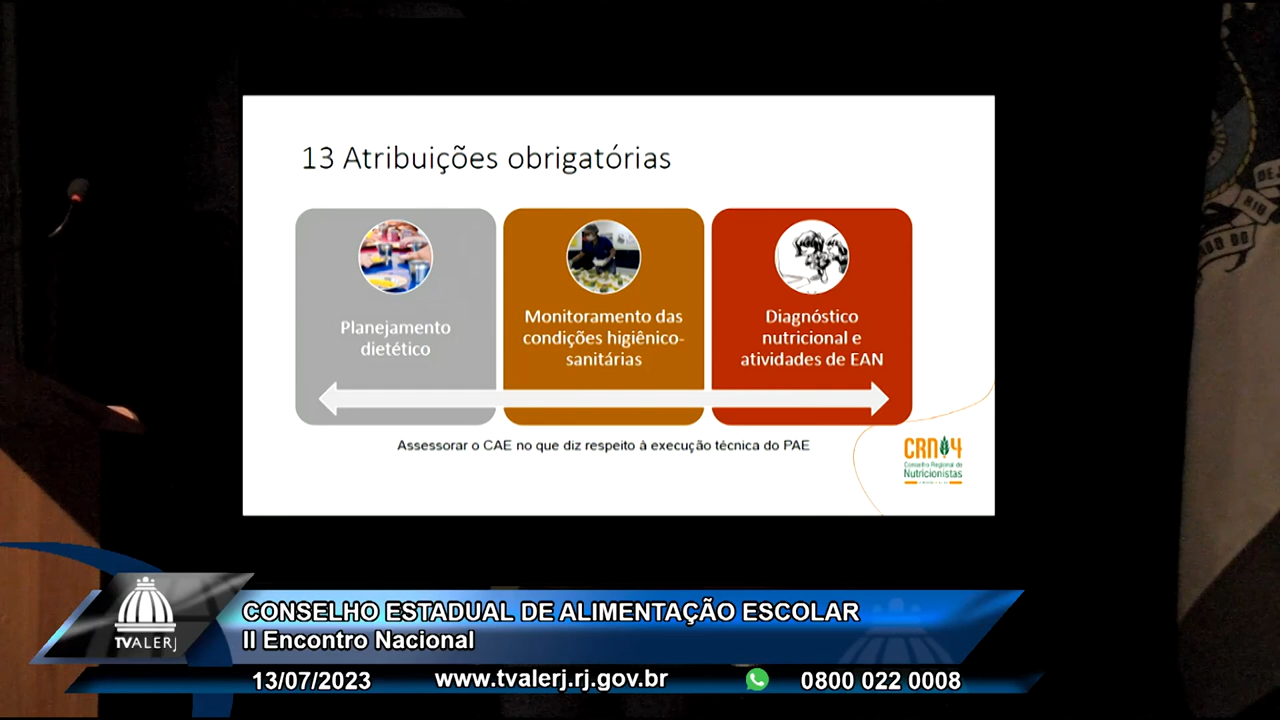 13 Atribuições obrigatórias
Planejamento
dietético
Monitoramento das
condições higiênico-
sanitárias
Diagnóstico
nutricional e
atividades de EAN
Assessorar o CAE no que diz respeito à execução técnica do PAE
CRN 4
Conselho Regional de
Nutricionistas
TVALERJ
CONSELHO ESTADUAL DE ALIMENTAÇÃO ESCOLAR
II Encontro Nacional
13/07/2023
www.tvalerj.rj.gov.br
0800 022 0008